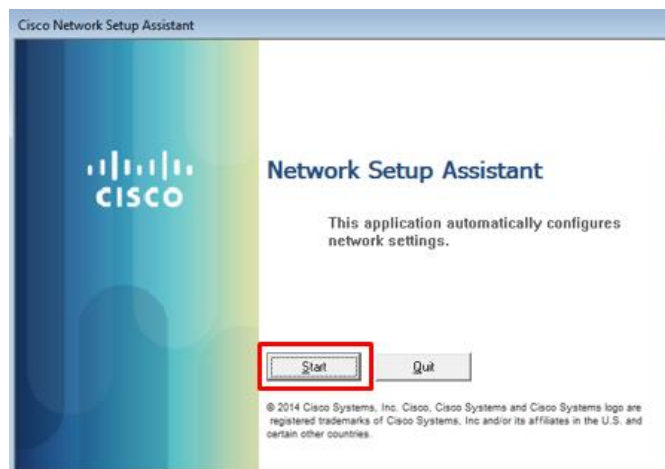 Cisco Network Setup Assistant
CISCO
Network Setup Assistant
This application automatically configures
network settings.
Start
Quit
© 2014 Cisco Systems, Inc. Cisco, Cisco Systems and Cisco Systems logo are
registered trademarks of Cisco Systems, Inc and/or its affiliates in the U.S. and
certain other countries.